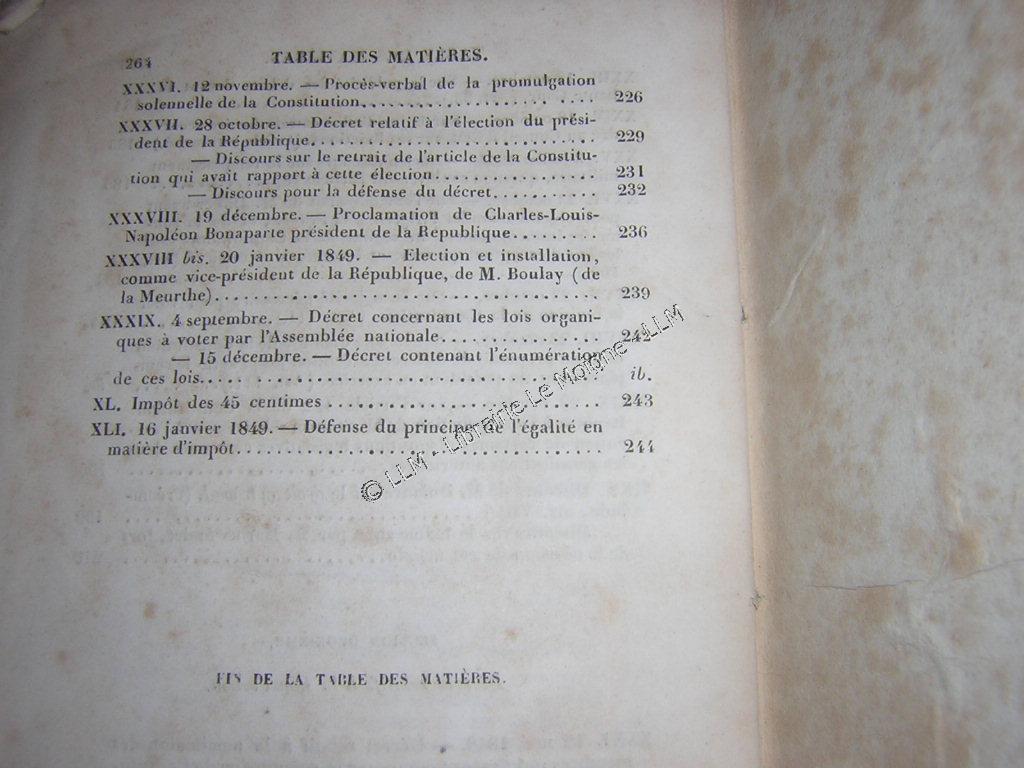 264 TABLE DES MATIÈRES.
XXXVI. 12 novembre. — Procès-verbal de la promulgation
solennelle de la Constitution.................... .... 226
XXXVII. 28 octobre. — Décret relatif à l'élection du prési-
dent de la République............................ 229
— Discours sur le retrait de l'article de la Constitu-
tion qui avait rapport à cette élection................ 231
— Discours pour la défense du décret........... 232
XXXVIII. 19 décembre. — Proclamation de Charles-Louis-
Napoléon Bonaparte président de la Republique......... 236
XXXVIII bis. 20 janvier 1849. — Election et installation,
comme vice-président de la République, de M. Boulay (de
la Meurthe)..................................... 239
XXXIX. 4 septembre. — Décret concernant les lois organi-
ques à voter par l'Assemblée nationale............... 242
— 15 décembre. — Décret contenant l'énumération
de ces lois..... .............................. ib.
XL. Impôt des 45 centimes .......................... 243
XLI. 16 janvier 1849. — Défense du principe de l'égalité en
matière d'impôt................................... 244
© LLM - Librairie Le Moigne - LLM
FIN DE LA TABLE DES MATIÈRES.